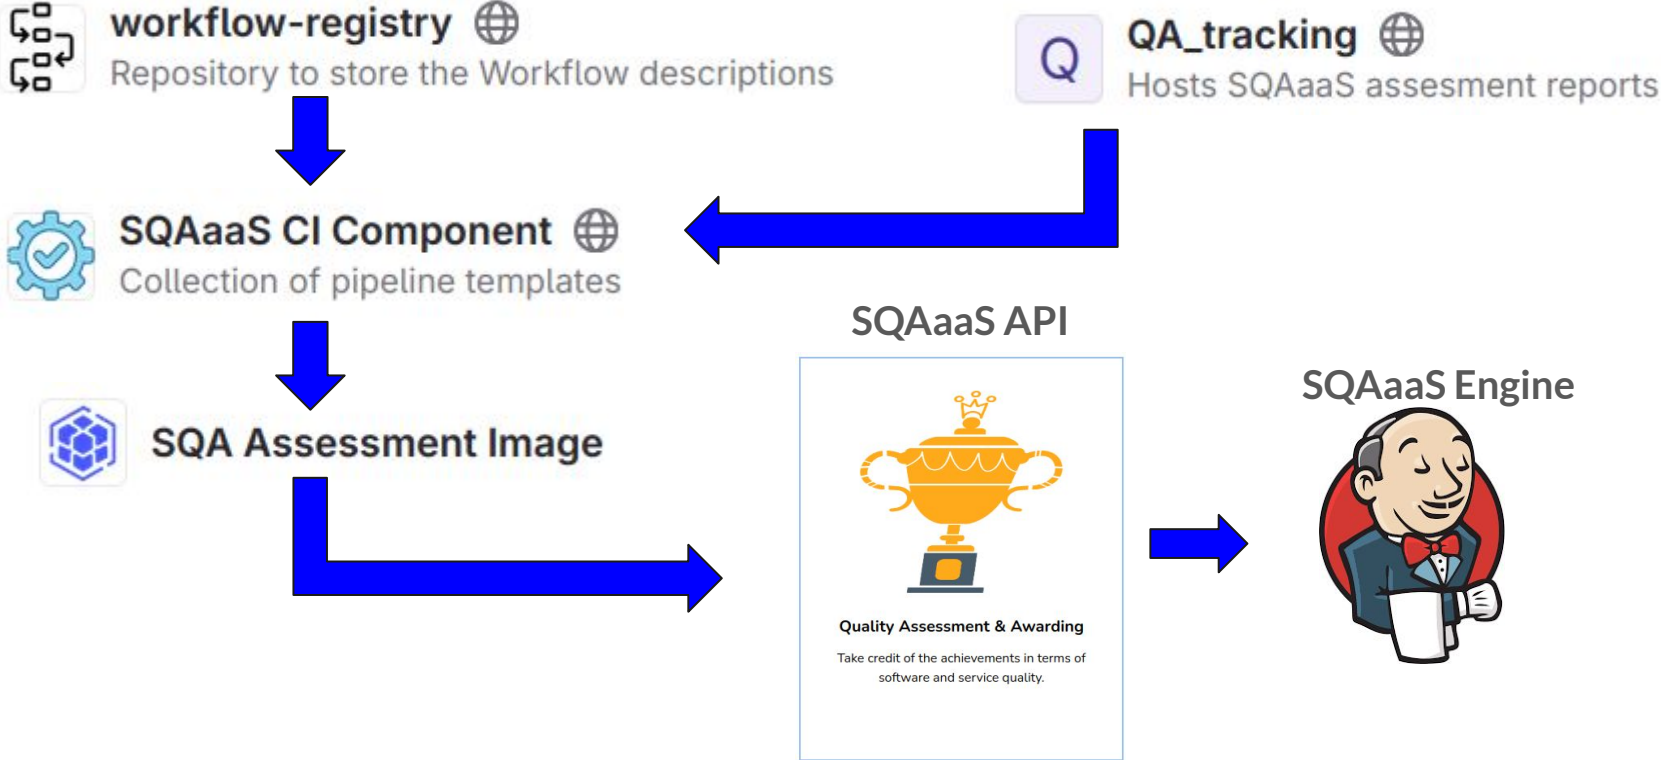 workflow-registry
Repository to store the Workflow descriptions
Q
QA_tracking
Hosts SQAaaS assesment reports
SQAaaS CI Component
Collection of pipeline templates
SQA Assessment Image
SQAaaS API
Quality Assessment & Awarding
Take credit of the achievements in terms of
software and service quality.
SQAaaS Engine